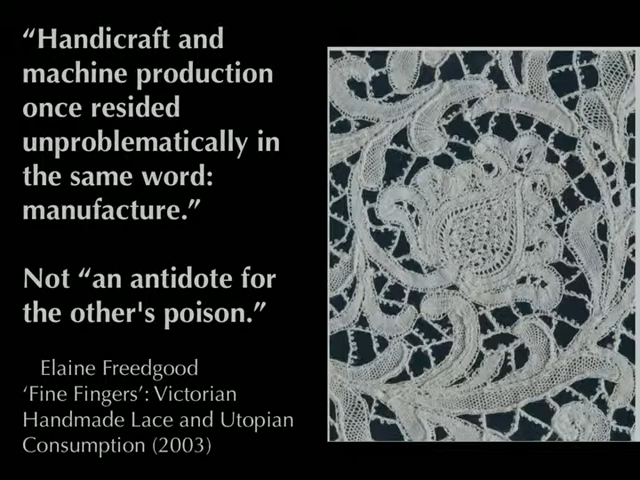 “Handicraft and
machine production
once resided
unproblematically in
the same word:
manufacture.”
Not “an antidote for
the other's poison.”
Elaine Freedgood
‘Fine Fingers’: Victorian
Handmade Lace and Utopian
Consumption (2003)